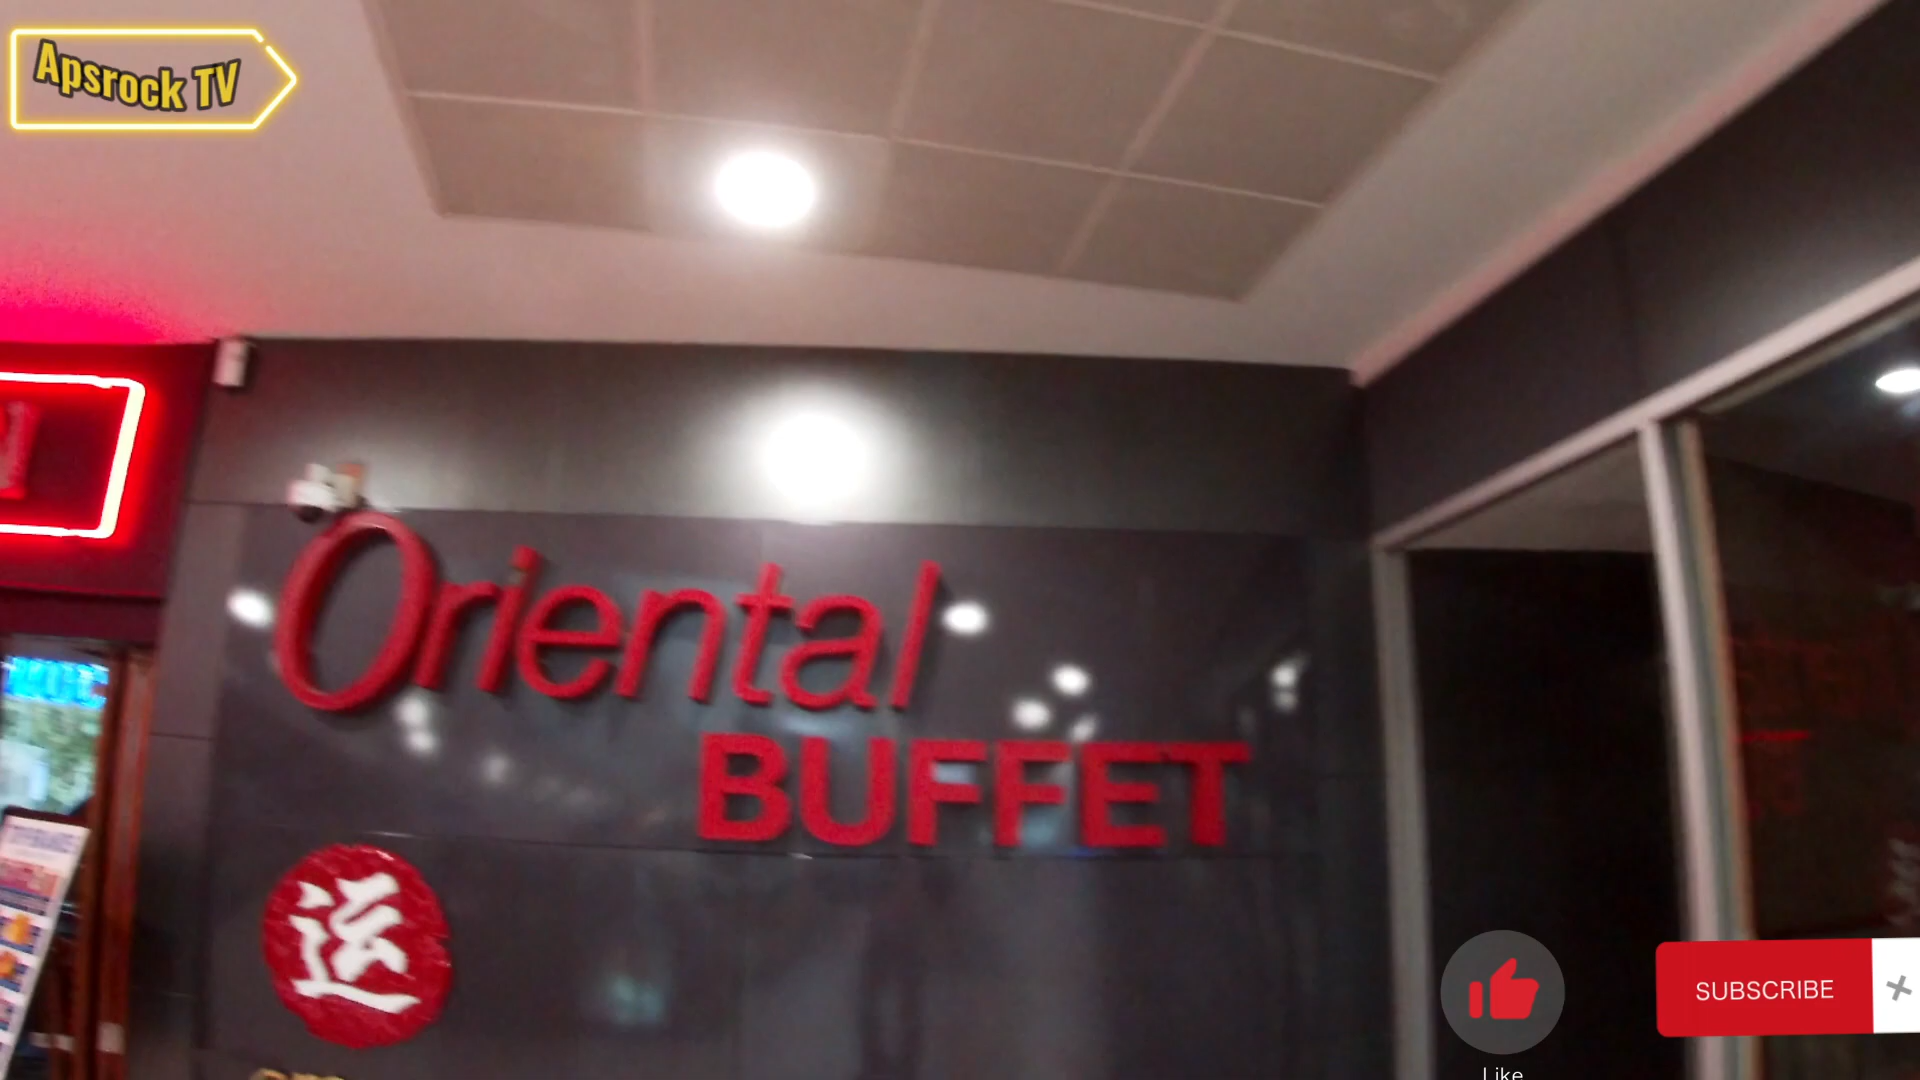 Apsrock TV
N
Oriental
BUFFET
运
SUBSCRIBE
Like